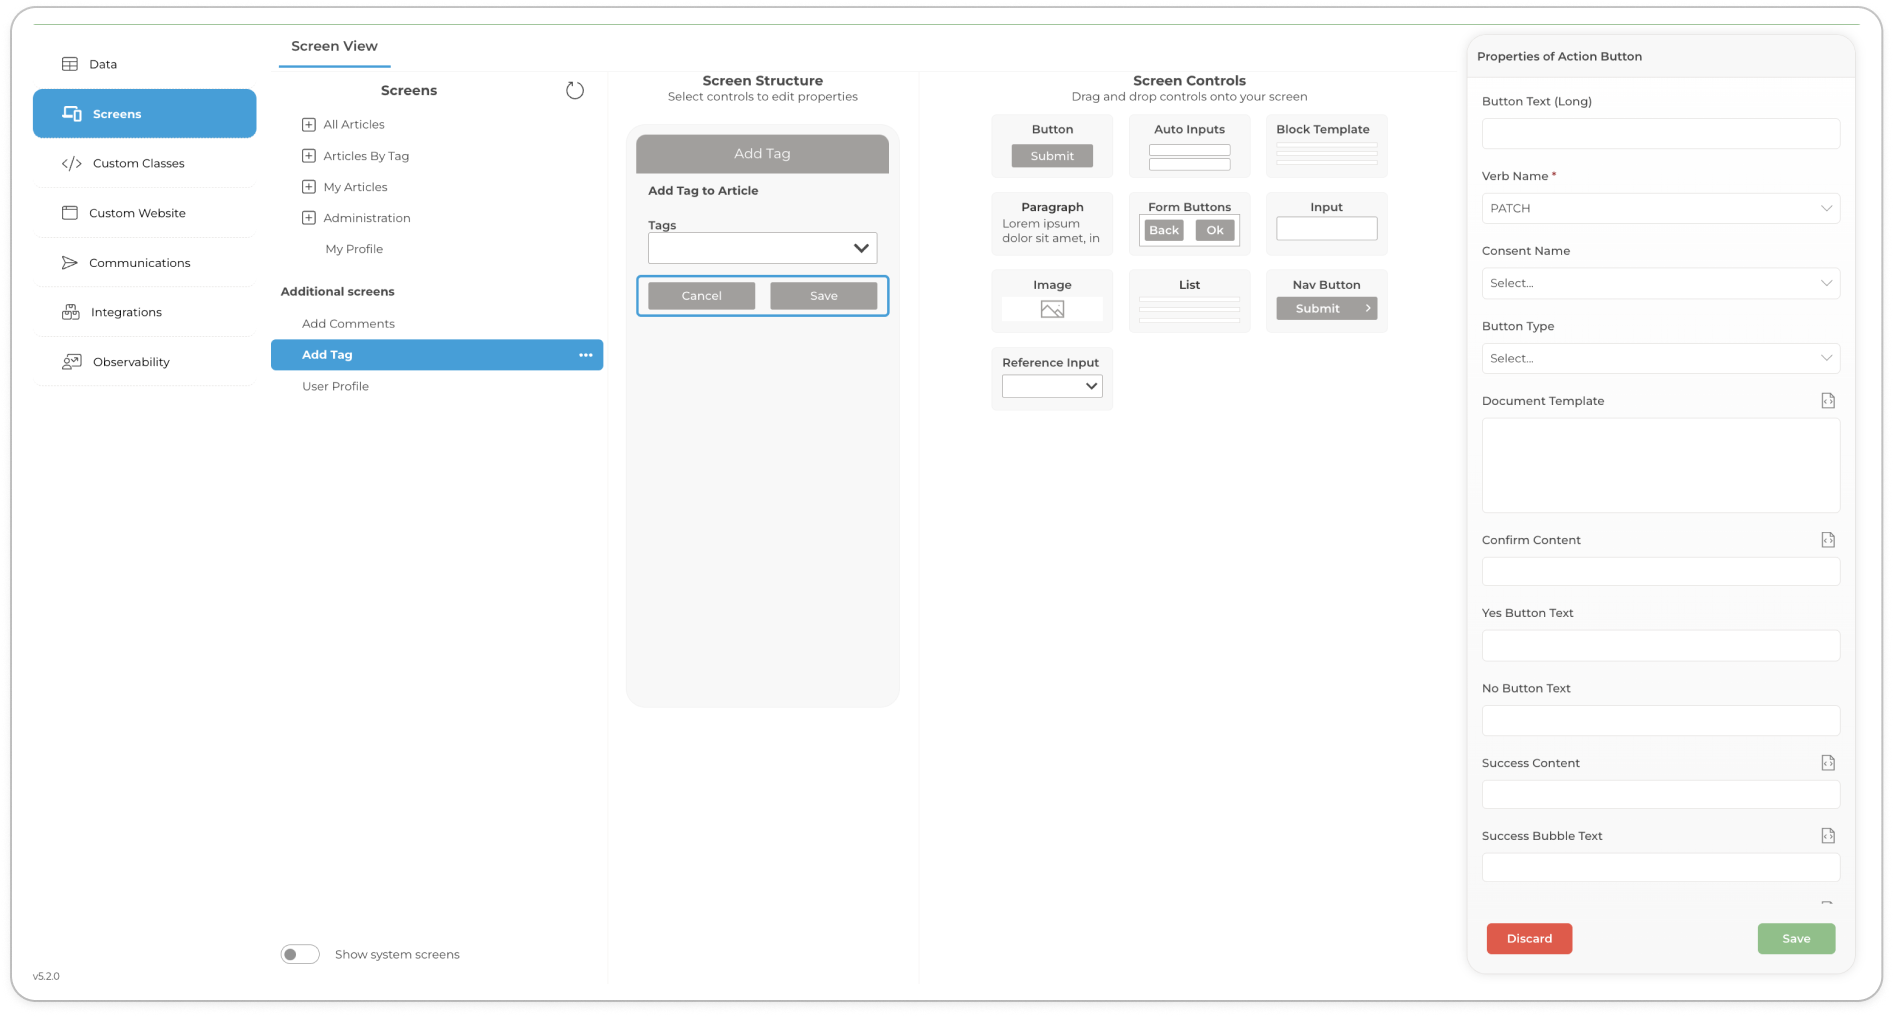 Data
Screens
Custom Classes
Custom Website
Communications
Integrations
Observability
v5.2.0
Screen View
Screens
All Articles
Articles By Tag
My Articles
Administration
My Profile
Additional screens
Add Comments
Add Tag
User Profile
Show system screens
Screen Structure
Select controls to edit properties
Add Tag
Add Tag to Article
Tags
Cancel Save
Screen Controls
Drag and drop controls onto your screen
Button Auto Inputs Block Template
Submit
Paragraph Form Buttons Input
Lorem ipsum
dolor sit amet, in
Back Ok
Image List Nav Button
Submit
Reference Input
Properties of Action Button
Button Text (Long)
Verb Name *
PATCH
Consent Name
Select...
Button Type
Select...
Document Template
Confirm Content
Yes Button Text
No Button Text
Success Content
Success Bubble Text
Discard Save